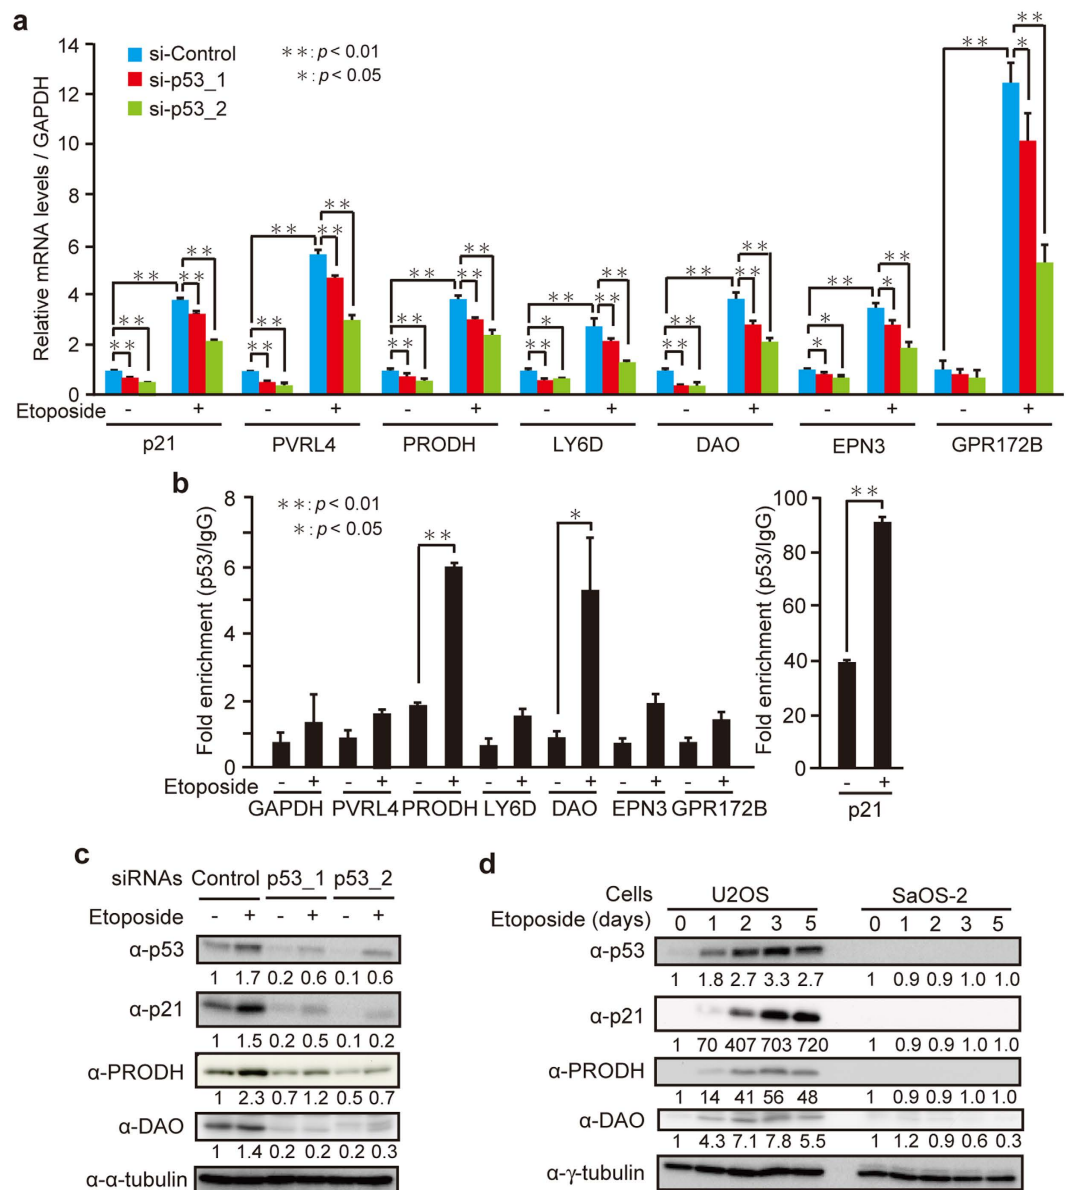 a
Relative mRNA levels / GAPDH
14
12
10
8
6
4
2
0
si-Control
si-p53_1
si-p53_2
**: p < 0.01
*: p < 0.05
** ** ** ** ** **
** ** ** ** ** **
** ** ** ** ** **
** * ** ** ** **
** ** ** ** ** **
* * ** * **
** * **
Etoposide - + - + - + - + - + - + - +
p21 PVRL4 PRODH LY6D DAO EPN3 GPR172B
b
Fold enrichment (p53/IgG)
8
6
4
2
0
**: p < 0.01
*: p < 0.05
**
*
Etoposide - + - + - + - + - + - + - +
GAPDH PVRL4 PRODH LY6D DAO EPN3 GPR172B
Fold enrichment (p53/IgG)
100
80
60
40
20
0
**
- +
p21
c
siRNAs Control p53_1 p53_2
Etoposide - + - + - +
α-p53
1 1.7 0.2 0.6 0.1 0.6
α-p21
1 1.5 0.2 0.5 0.1 0.2
α-PRODH
1 2.3 0.7 1.2 0.5 0.7
α-DAO
1 1.4 0.2 0.2 0.2 0.3
α-α-tubulin
d
Cells U2OS SaOS-2
Etoposide (days) 0 1 2 3 5 0 1 2 3 5
α-p53
1 1.8 2.7 3.3 2.7 1 0.9 0.9 1.0 1.0
α-p21
1 70 407 703 720 1 0.9 0.9 1.0 1.0
α-PRODH
1 14 41 56 48 1 0.9 0.9 1.0 1.0
α-DAO
1 4.3 7.1 7.8 5.5 1 1.2 0.9 0.6 0.3
α-γ-tubulin